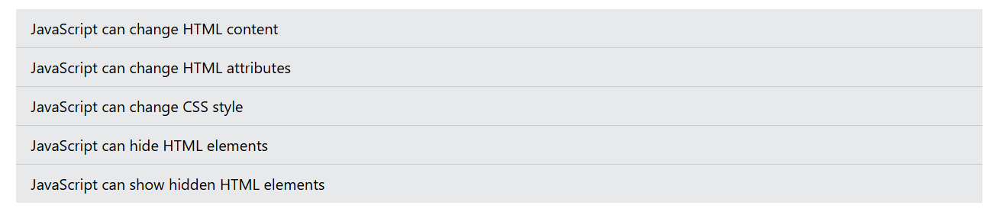 JavaScript can change HTML content
JavaScript can change HTML attributes
JavaScript can change CSS style
JavaScript can hide HTML elements
JavaScript can show hidden HTML elements